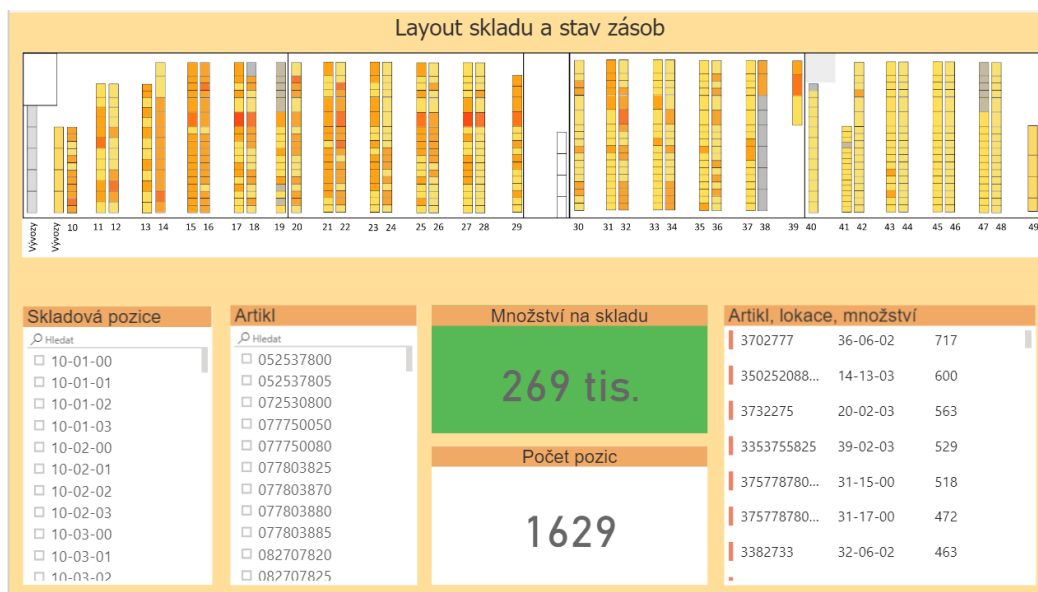 Layout skladu a stav zásob
Vývozy Vývozy 10 11 12 13 14 15 16 17 18 19 20 21 22 23 24 25 26 27 28 29 30 31 32 33 34 35 36 37 38 39 40 41 42 43 44 45 46 47 48 49
Skladová pozice
Hledat
10-01-00
10-01-01
10-01-02
10-01-03
10-02-00
10-02-01
10-02-02
10-02-03
10-03-00
10-03-01
10-03-02
Artikl
Hledat
052537800
052537805
072530800
077750050
077750080
077803825
077803870
077803880
077803885
082707820
082707825
Množství na skladu
269 tis.
Počet pozic
1629
Artikl, lokace, množství
3702777 36-06-02 717
350252088... 14-13-03 600
3732275 20-02-03 563
3353755825 39-02-03 529
375778780... 31-15-00 518
375778780... 31-17-00 472
3382733 32-06-02 463